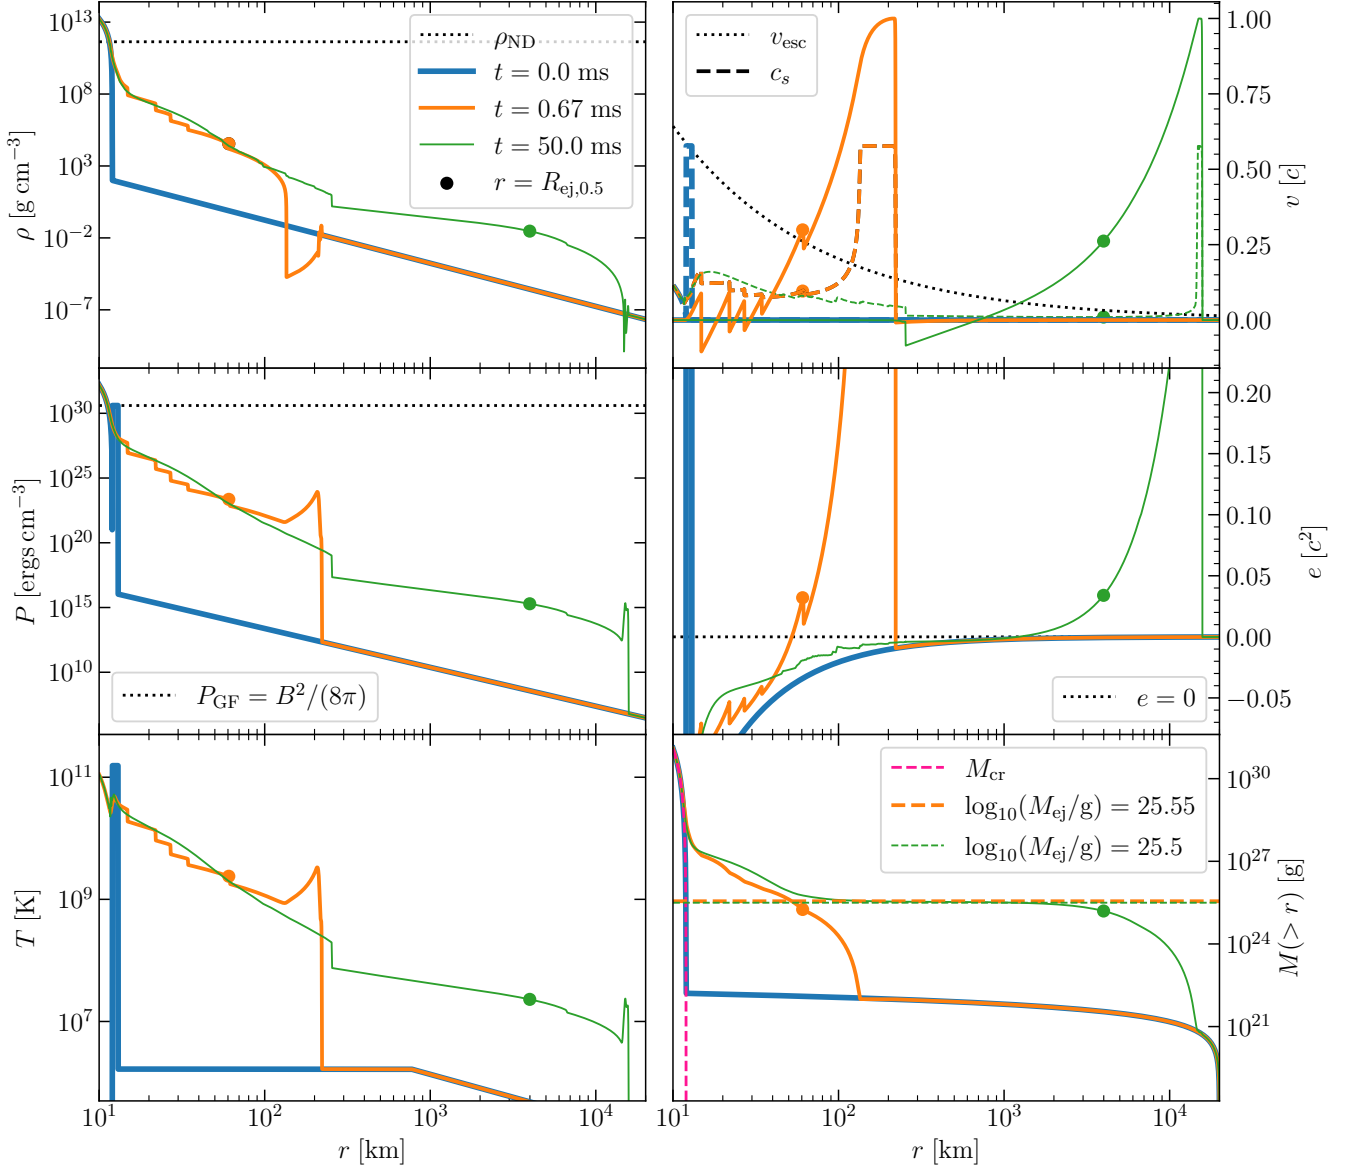 10^13
10^8
10^3
10^−2
10^−7
ρ [g cm^−3]
ρ_ND
t = 0.0 ms
t = 0.67 ms
t = 50.0 ms
r = R_ej,0.5
v_esc
c_s
1.00
0.75
0.50
0.25
0.00
v [c]
10^30
10^25
10^20
10^15
10^10
P [ergs cm^−3]
P_GF = B^2/(8π)
0.20
0.15
0.10
0.05
0.00
−0.05
e [c^2]
e = 0
10^11
10^9
10^7
T [K]
M_cr
log_10(M_ej/g) = 25.55
log_10(M_ej/g) = 25.5
10^30
10^27
10^24
10^21
M(> r) [g]
10^1 10^2 10^3 10^4
r [km]
10^1 10^2 10^3 10^4
r [km]